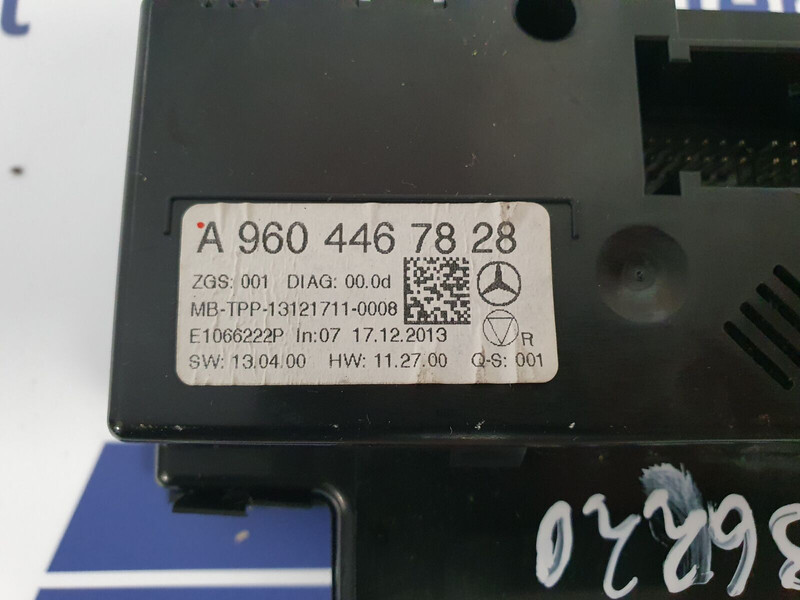 A 960 446 78 28
ZGS: 001 DIAG: 00.0d
MB-TPP-13121711-0008
E1066222P In:07 17.12.2013
R
SW: 13.04.00 HW: 11.27.00 Q-S: 001